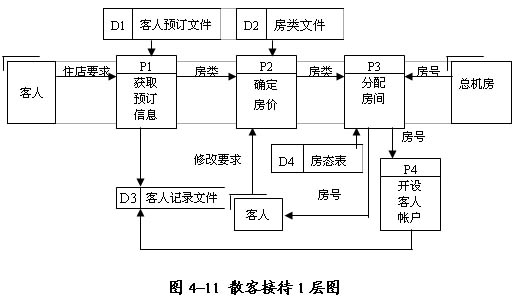 D1 客人预订文件
D2 房类文件
客人
住店要求
P1
获取
预订
信息
房类
P2
确定
房价
房类
P3
分配
房间
房号
总机房
修改要求
D4 房态表
房号
房号
P4
开设
客人
帐户
D3 客人记录文件
客人
图 4-11 散客接待 1 层图